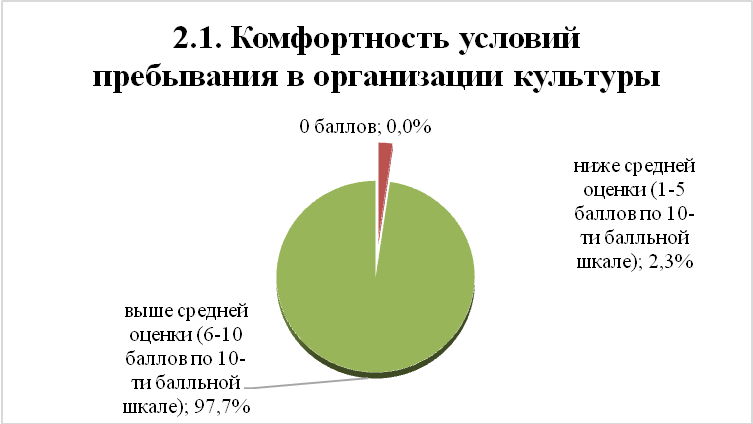 2.1. Комфортность условий
пребывания в организации культуры
0 баллов; 0,0%
ниже средней
оценки (1-5
баллов по 10-
ти балльной
шкале); 2,3%
выше средней
оценки (6-10
баллов по 10-
ти балльной
шкале); 97,7%